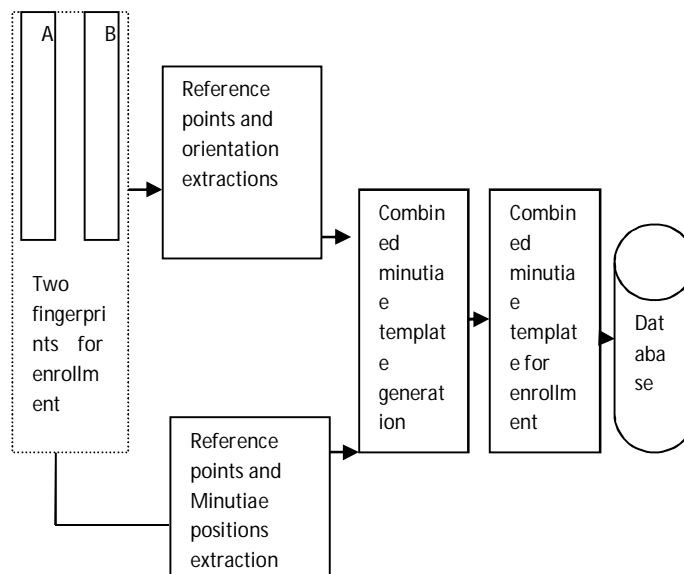 A B
Two
fingerpri
nts for
enrollm
ent
Reference
points and
orientation
extractions
Reference
points and
Minutiae
positions
extraction
Combin
ed
minutia
e
templat
e
generat
ion
Combin
ed
minutia
e
templat
e for
enrollm
ent
Dat
aba
se